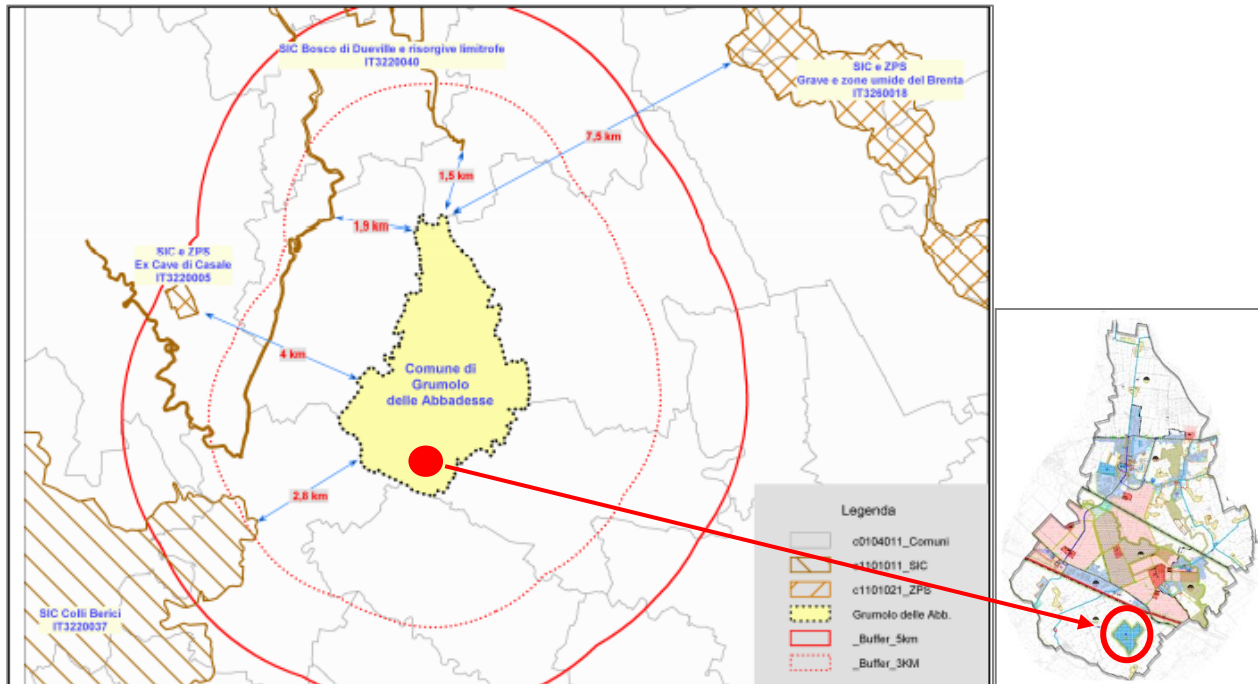 SIC Bosco di Dueville e risorgive limitrofe
IT3220040
SIC e ZPS
Grave e zone umide del Brenta
IT3260018
7,5 km
1,5 km
1,9 km
SIC e ZPS
Ex Cave di Casale
IT3220005
4 km
Comune di
Grumolo
delle Abbadesse
2,8 km
SIC Colli Berici
IT3220037
Legenda
c0104011_Comuni
c1101011_SIC
c1101021_ZPS
Grumolo delle Abb.
_Buffer_5km
_Buffer_3KM